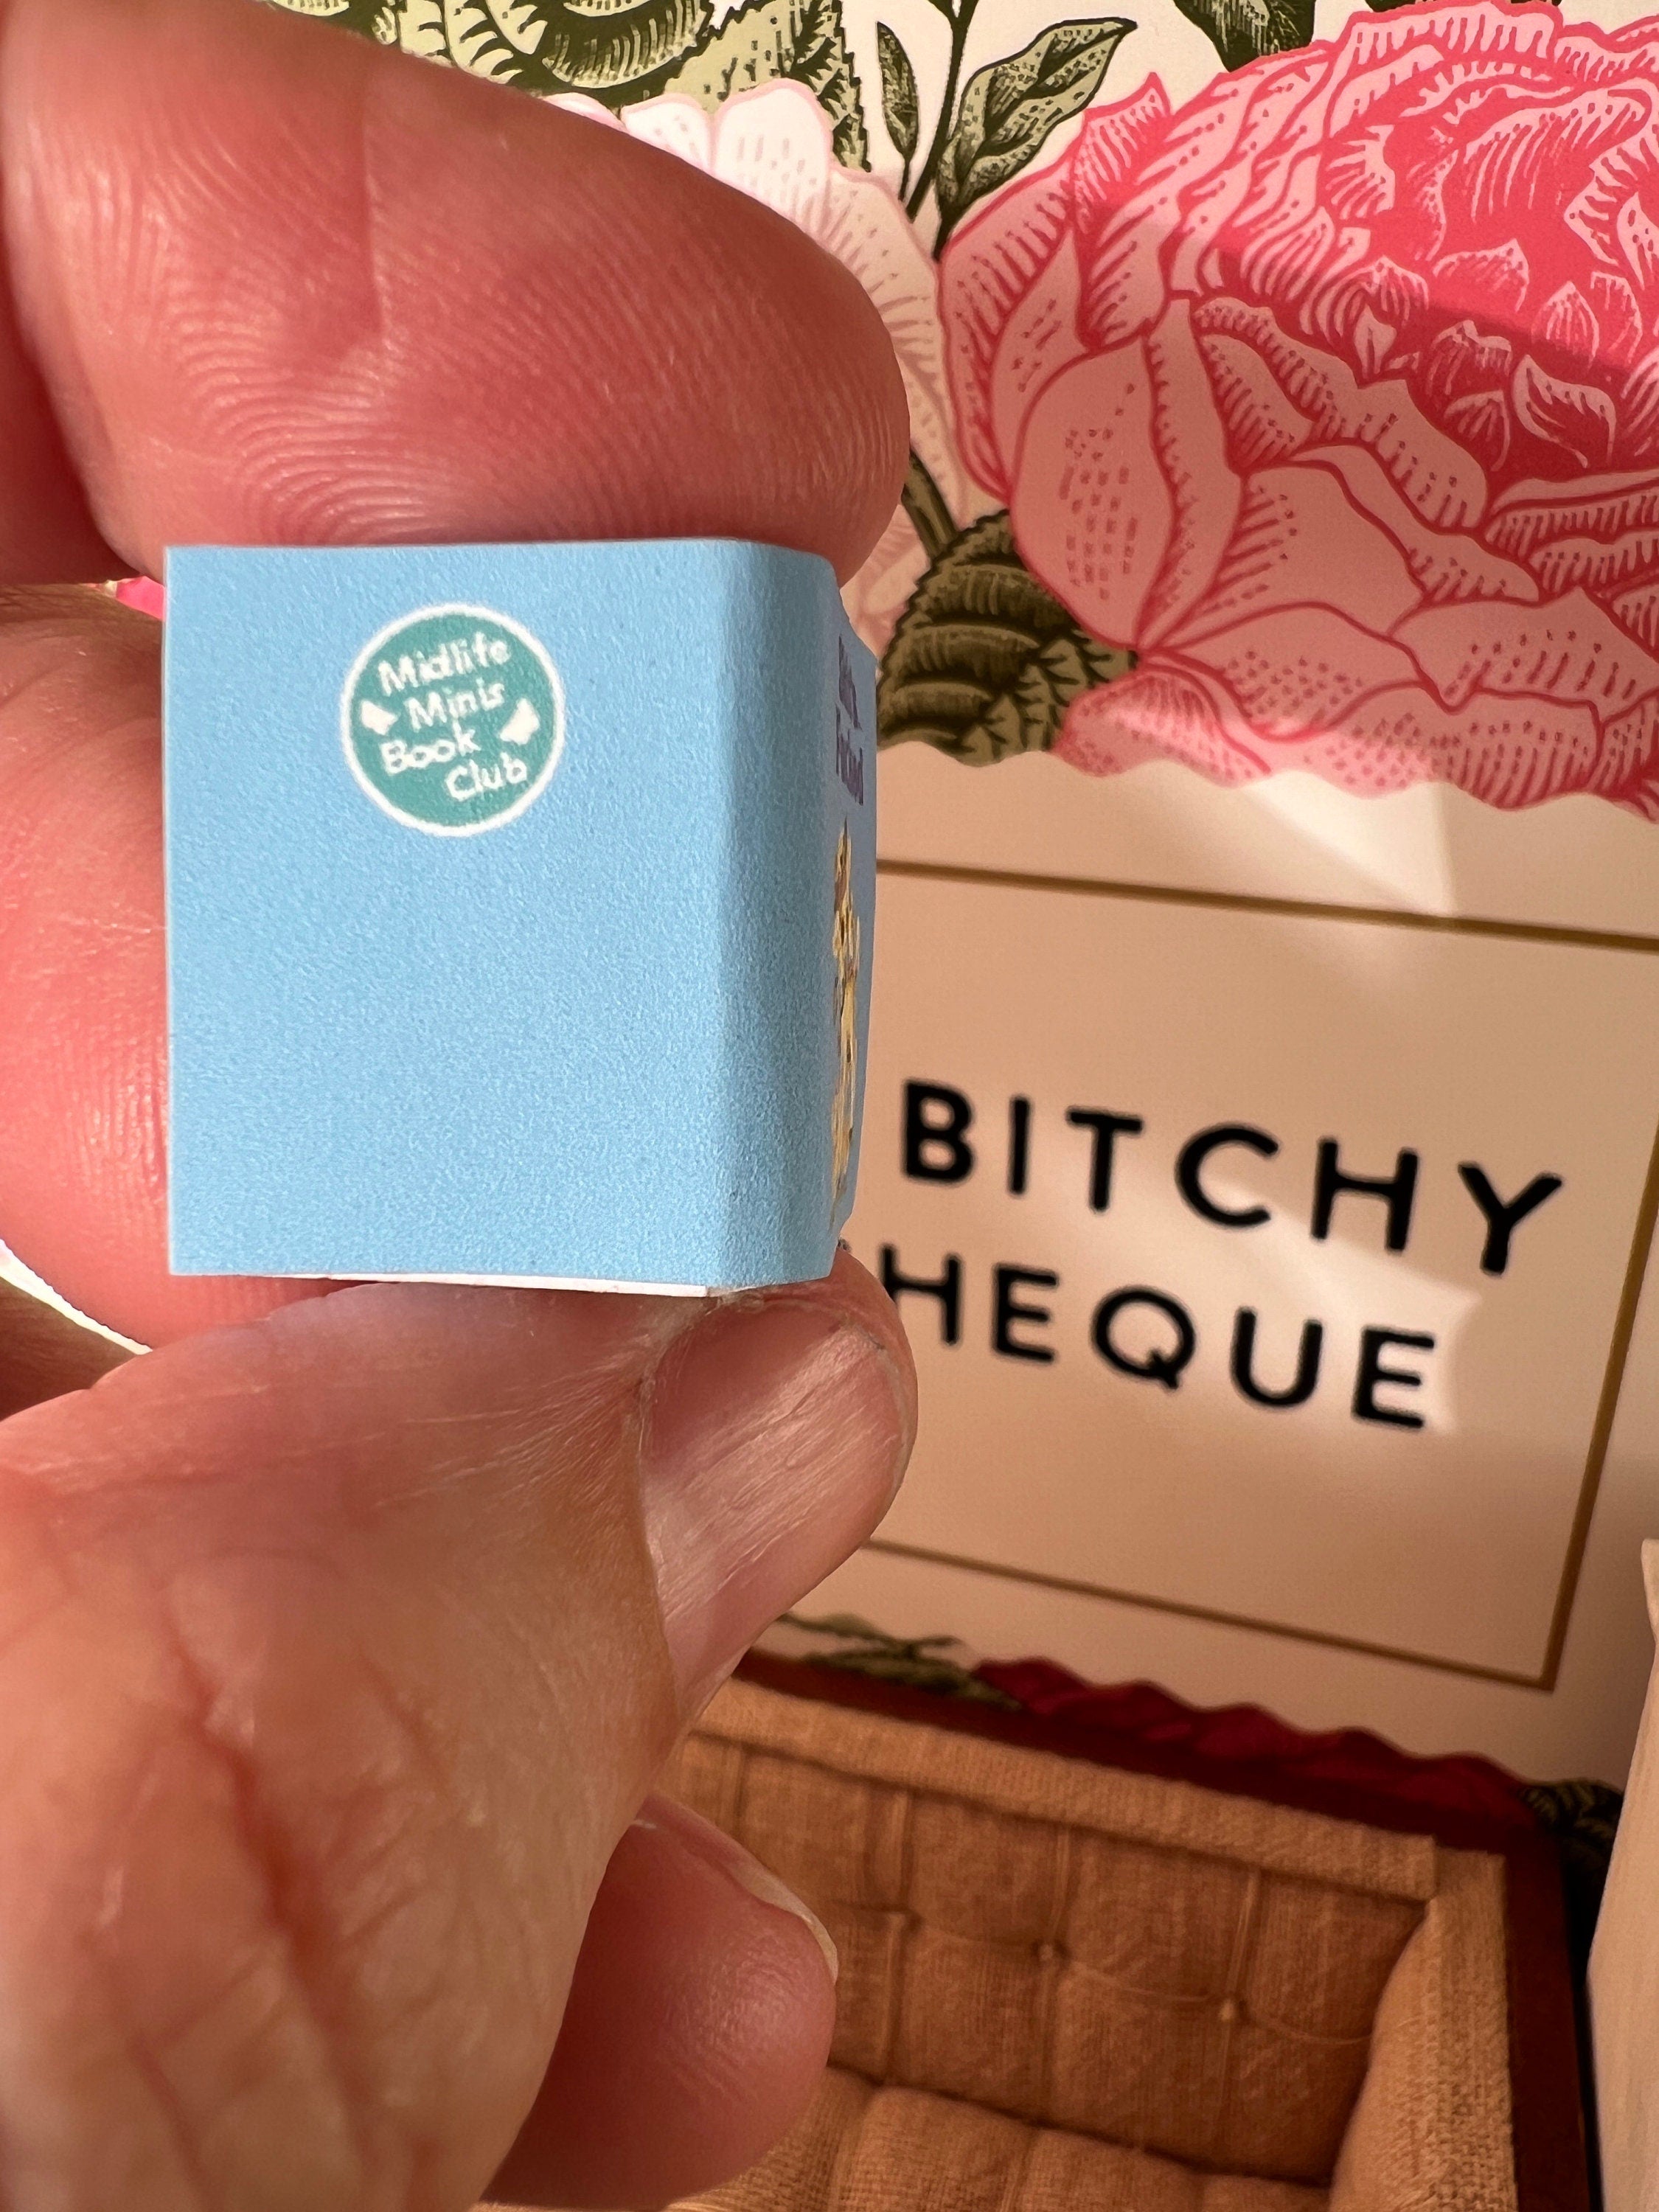 Midlife
Minis
Book
Club
BITCHY
HEQUE